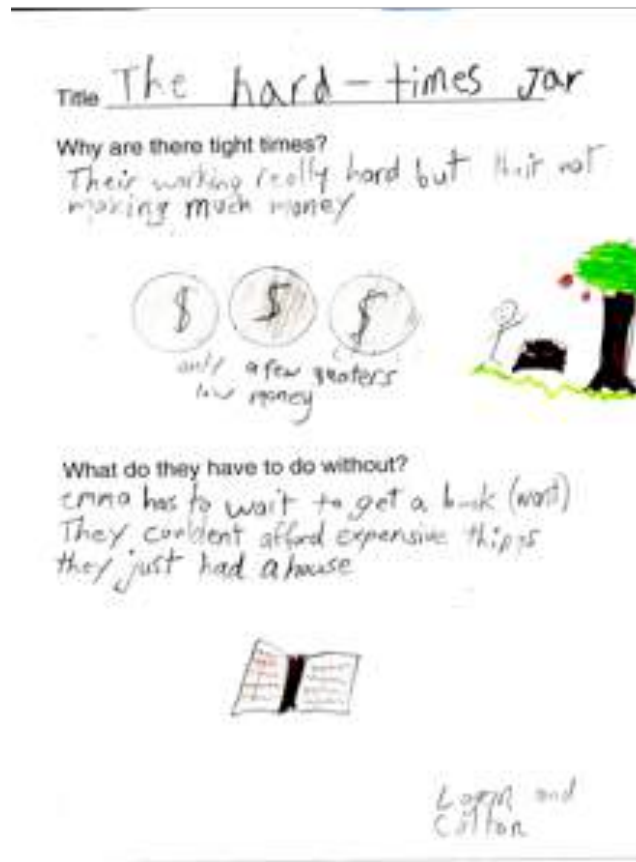 Title The hard-times Jar
Why are there tight times?
Their working really hard but their not
making much money
$ $ $
only a few quaters
low money
What do they have to do without?
emma has to wait to get a book (want)
They couldent afford expensive things
they just had a house
and
Colton